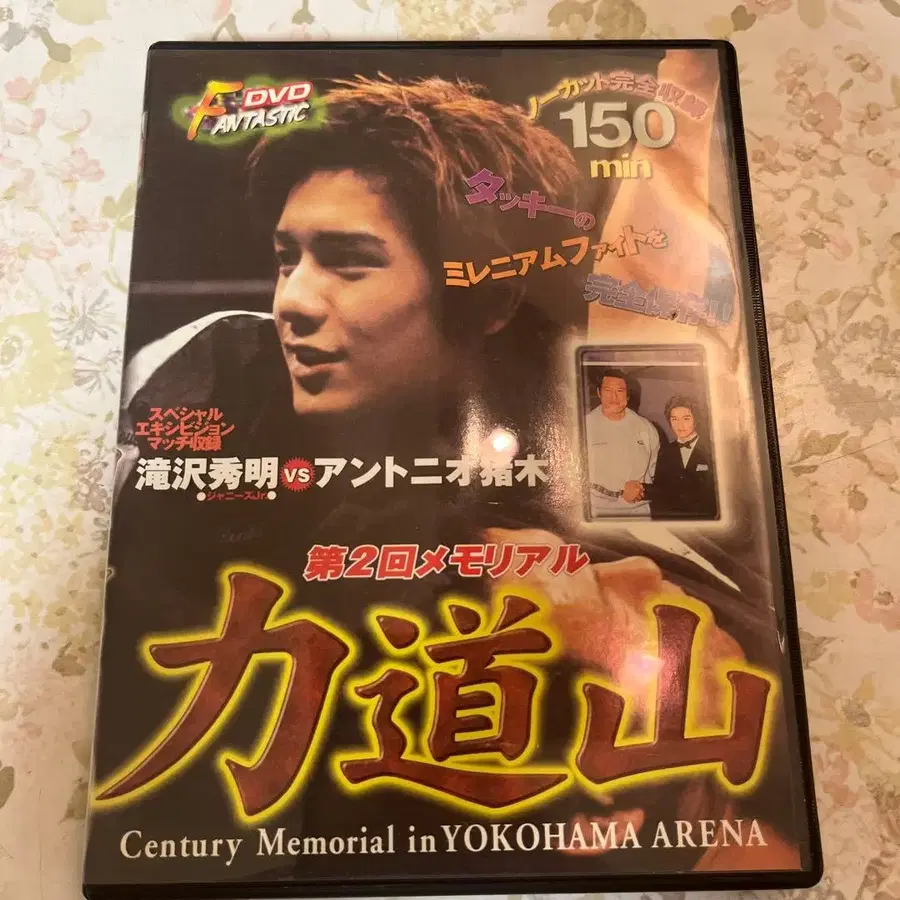 DVD
FANTASTIC
ノーカット完全収録
150
min
タッキーの
ミレニアムファイトを
スペシャル
エキシビジョン
マッチ収録
滝沢秀明 VS アントニオ猪木
●ジャニーズJr.●
第2回メモリアル
力道山
Century Memorial in YOKOHAMA ARENA